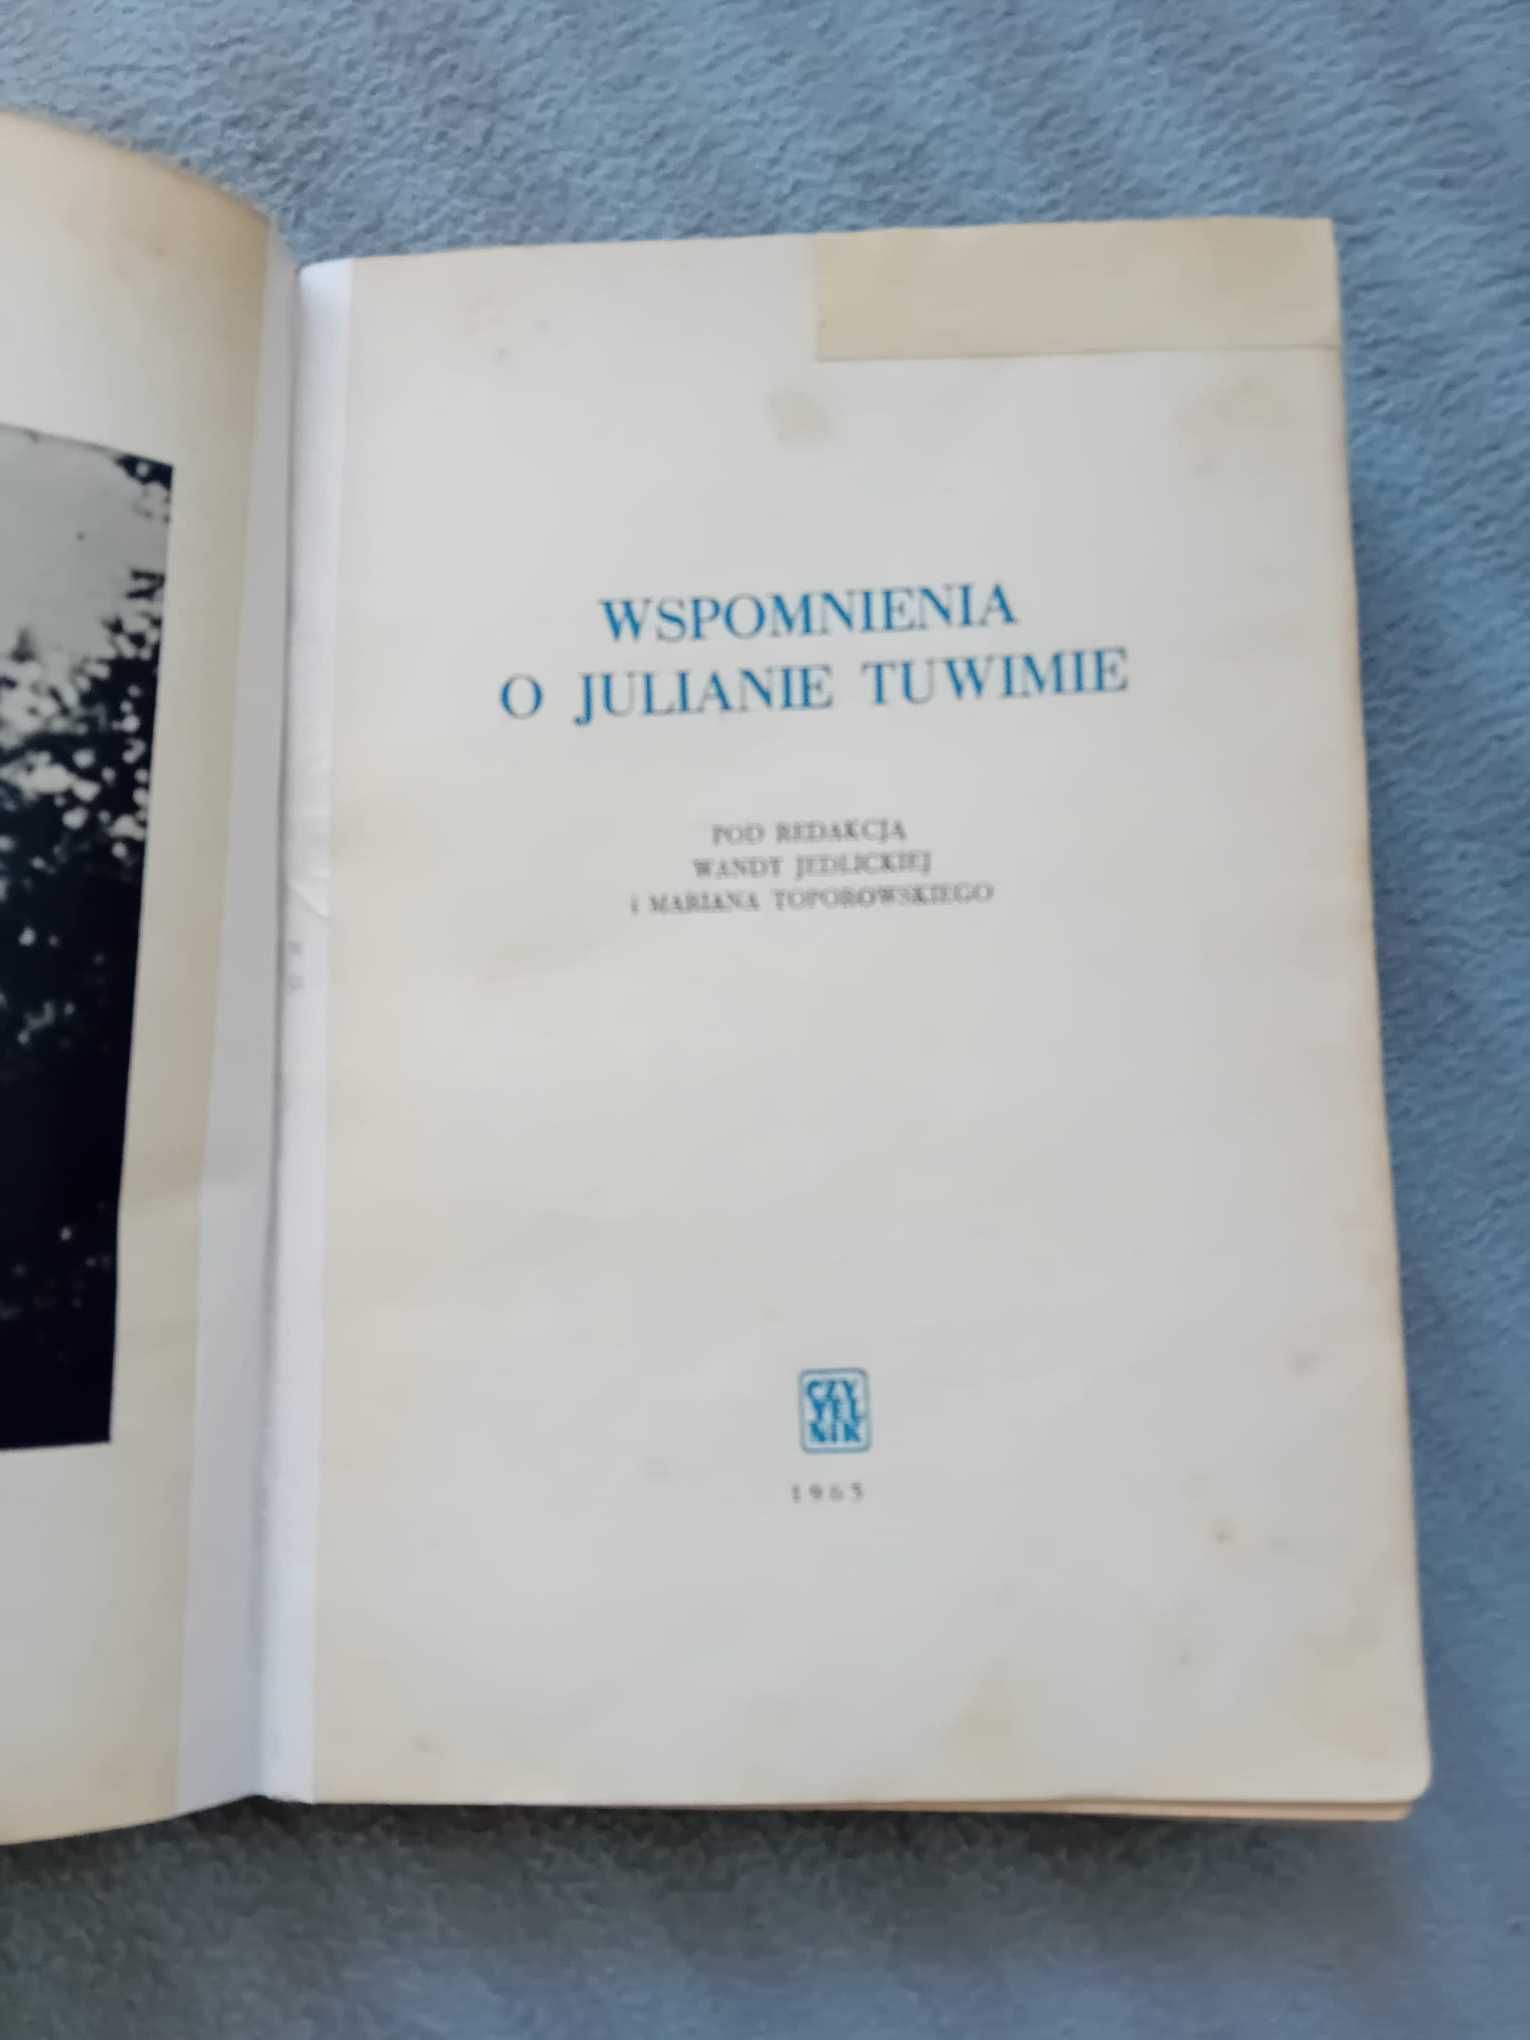 WSPOMNIENIA
O JULIANIE TUWIMIE
POD REDAKCJĄ
WANDY JEDLICKIEJ
i MARIANA TOPOROWSKIEGO
CZY
TEL
NIK
1963